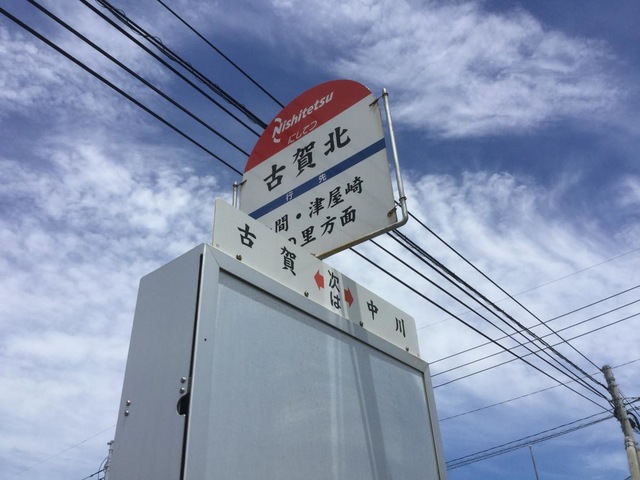 Nishitetsu
にしてつ
古賀北
行先
間・津屋崎
里方面
古賀
次は
中川